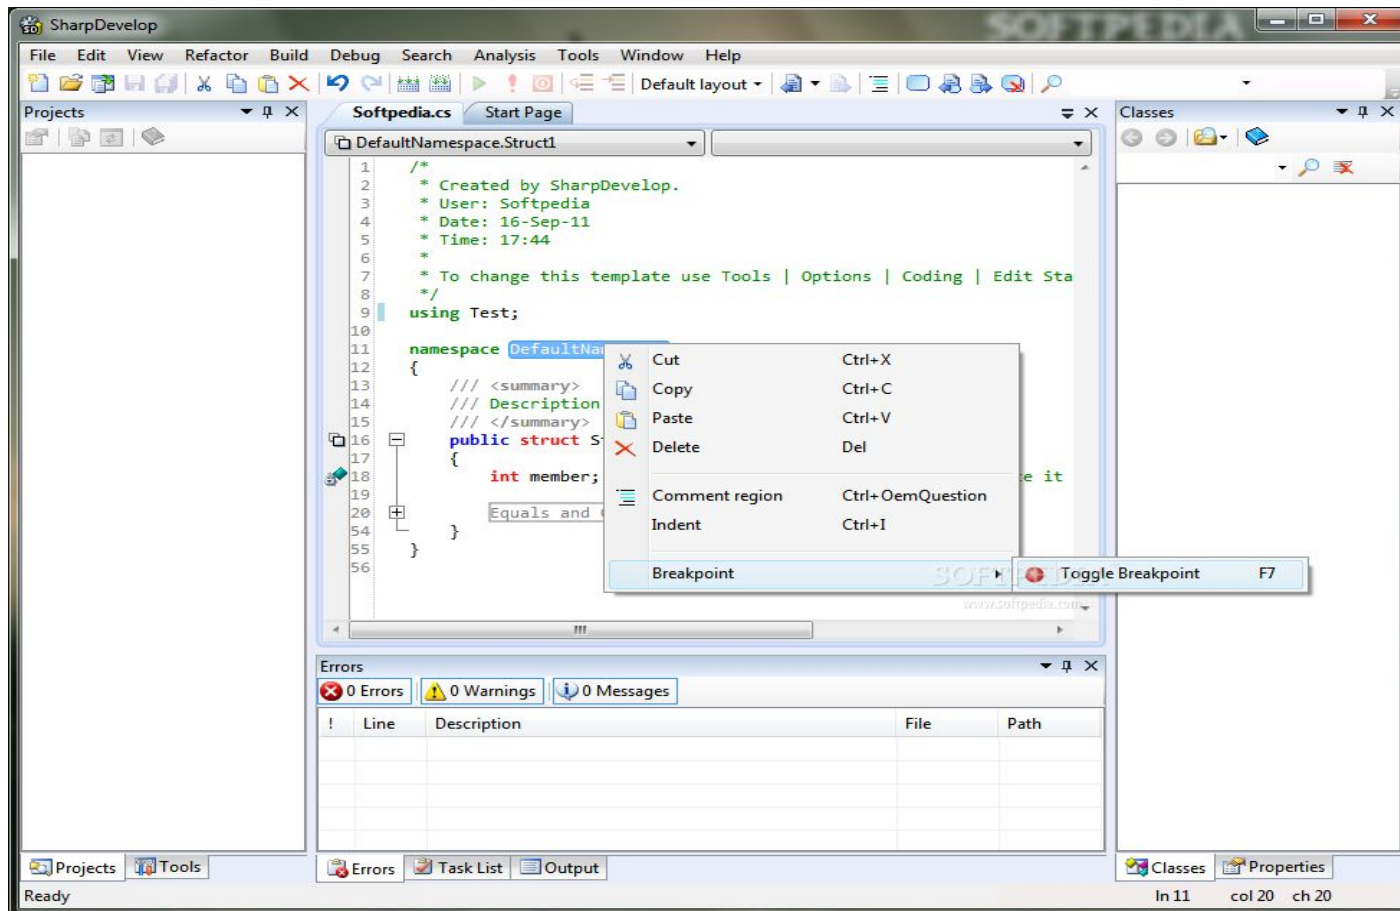 SharpDevelop
SOFTPEDIA
File Edit View Refactor Build Debug Search Analysis Tools Window Help
Default layout
Projects
Softpedia.cs Start Page
Classes
DefaultNamespace.Struct1
1 /*
2 * Created by SharpDevelop.
3 * User: Softpedia
4 * Date: 16-Sep-11
5 * Time: 17:44
6 *
7 * To change this template use Tools | Options | Coding | Edit Sta
8 */
9 using Test;
10
11 namespace DefaultNam
12 {
13 /// <summary>
14 /// Description
15 /// </summary>
16 public struct S
17 {
18 int member; e it
19
20 Equals and
54 }
55 }
56
Cut Ctrl+X
Copy Ctrl+C
Paste Ctrl+V
Delete Del
Comment region Ctrl+OemQuestion
Indent Ctrl+I
Breakpoint
Toggle Breakpoint F7
SOFTPEDIA
www.softpedia.com
Errors
0 Errors 0 Warnings 0 Messages
! Line Description File Path
Projects Tools
Errors Task List Output
Classes Properties
Ready
ln 11 col 20 ch 20